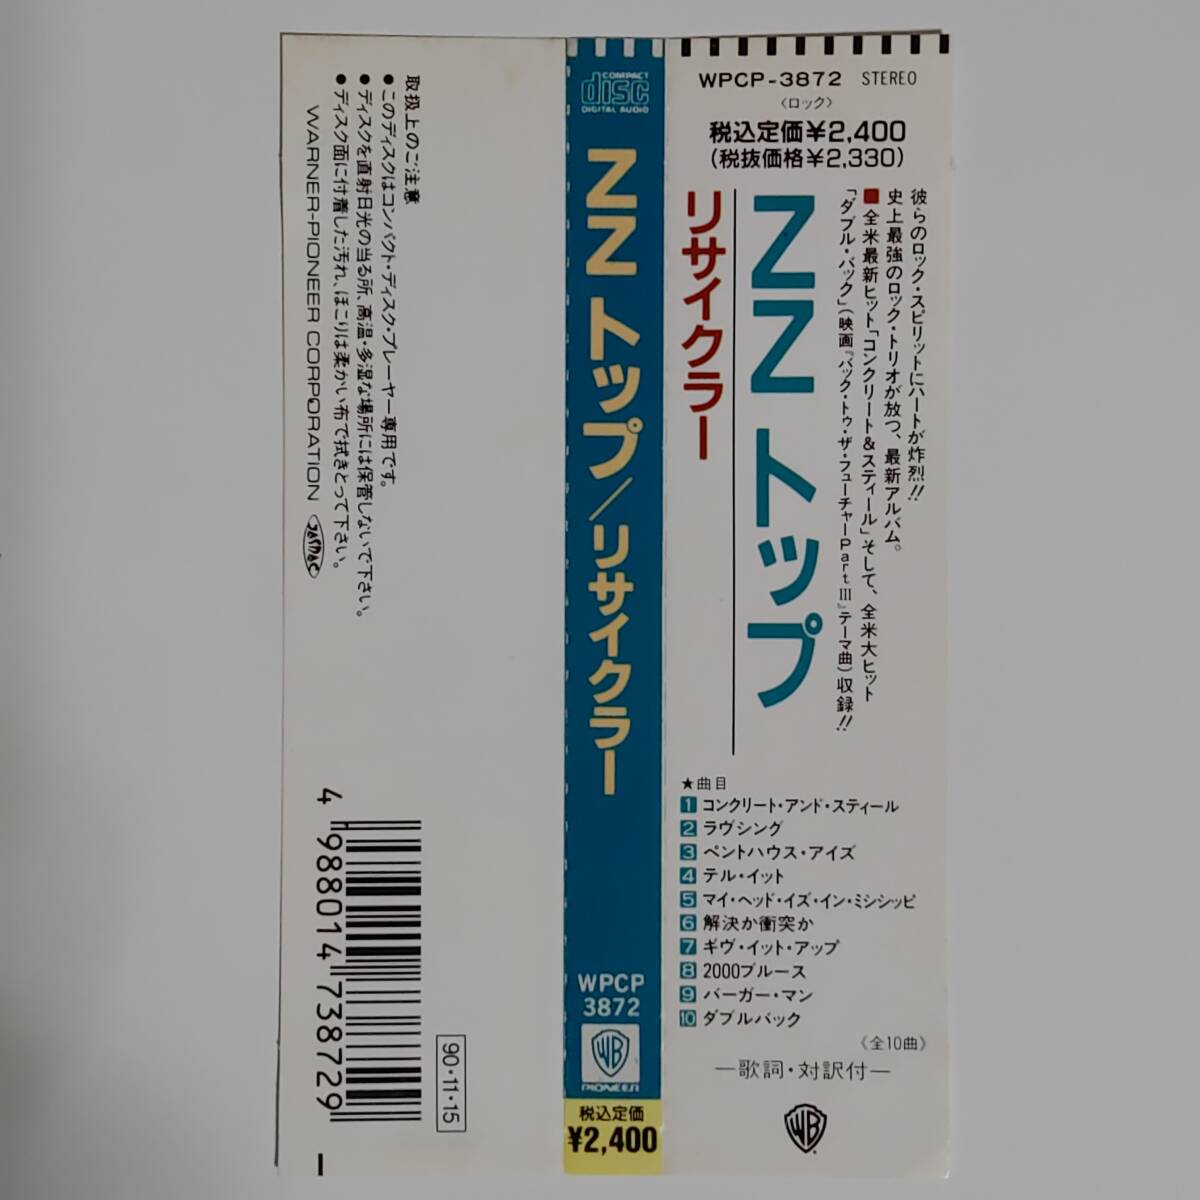 WPCP-3872 STEREO
〈ロック〉
税込定価¥2,400
(税抜価格¥2,330)
彼らのロック・スピリットにハートが炸烈!!
史上最強のロック・トリオが放つ、最新アルバム。
■全米最新ヒット「コンクリート&スティール」そして、全米大ヒット
「ダブル・バック」(映画『バック・トゥ・ザ・フューチャーPartⅢ』テーマ曲)収録!!
ZZ トップ
リサイクラー
★曲目
1 コンクリート・アンド・スティール
2 ラヴシング
3 ペントハウス・アイズ
4 テル・イット
5 マイ・ヘッド・イズ・イン・ミシシッピ
6 解決か衝突か
7 ギヴ・イット・アップ
8 2000ブルース
9 バーガー・マン
10 ダブルバック
《全10曲》
—歌詞・対訳付—
WB
COMPACT
disc
DIGITAL AUDIO
ZZ トップ/リサイクラー
WPCP
3872
WB
PIONEER
税込定価
¥2,400
取扱上のご注意
●このディスクはコンパクト・ディスク・プレーヤー専用です。
●ディスクを直射日光の当る所、高温・多湿な場所には保管しないで下さい。
●ディスク面に付着した汚れ、ほこりは柔かい布で拭きとって下さい。
WARNER-PIONEER CORPORATION JASRAC
4 988014 738729
90・11・15